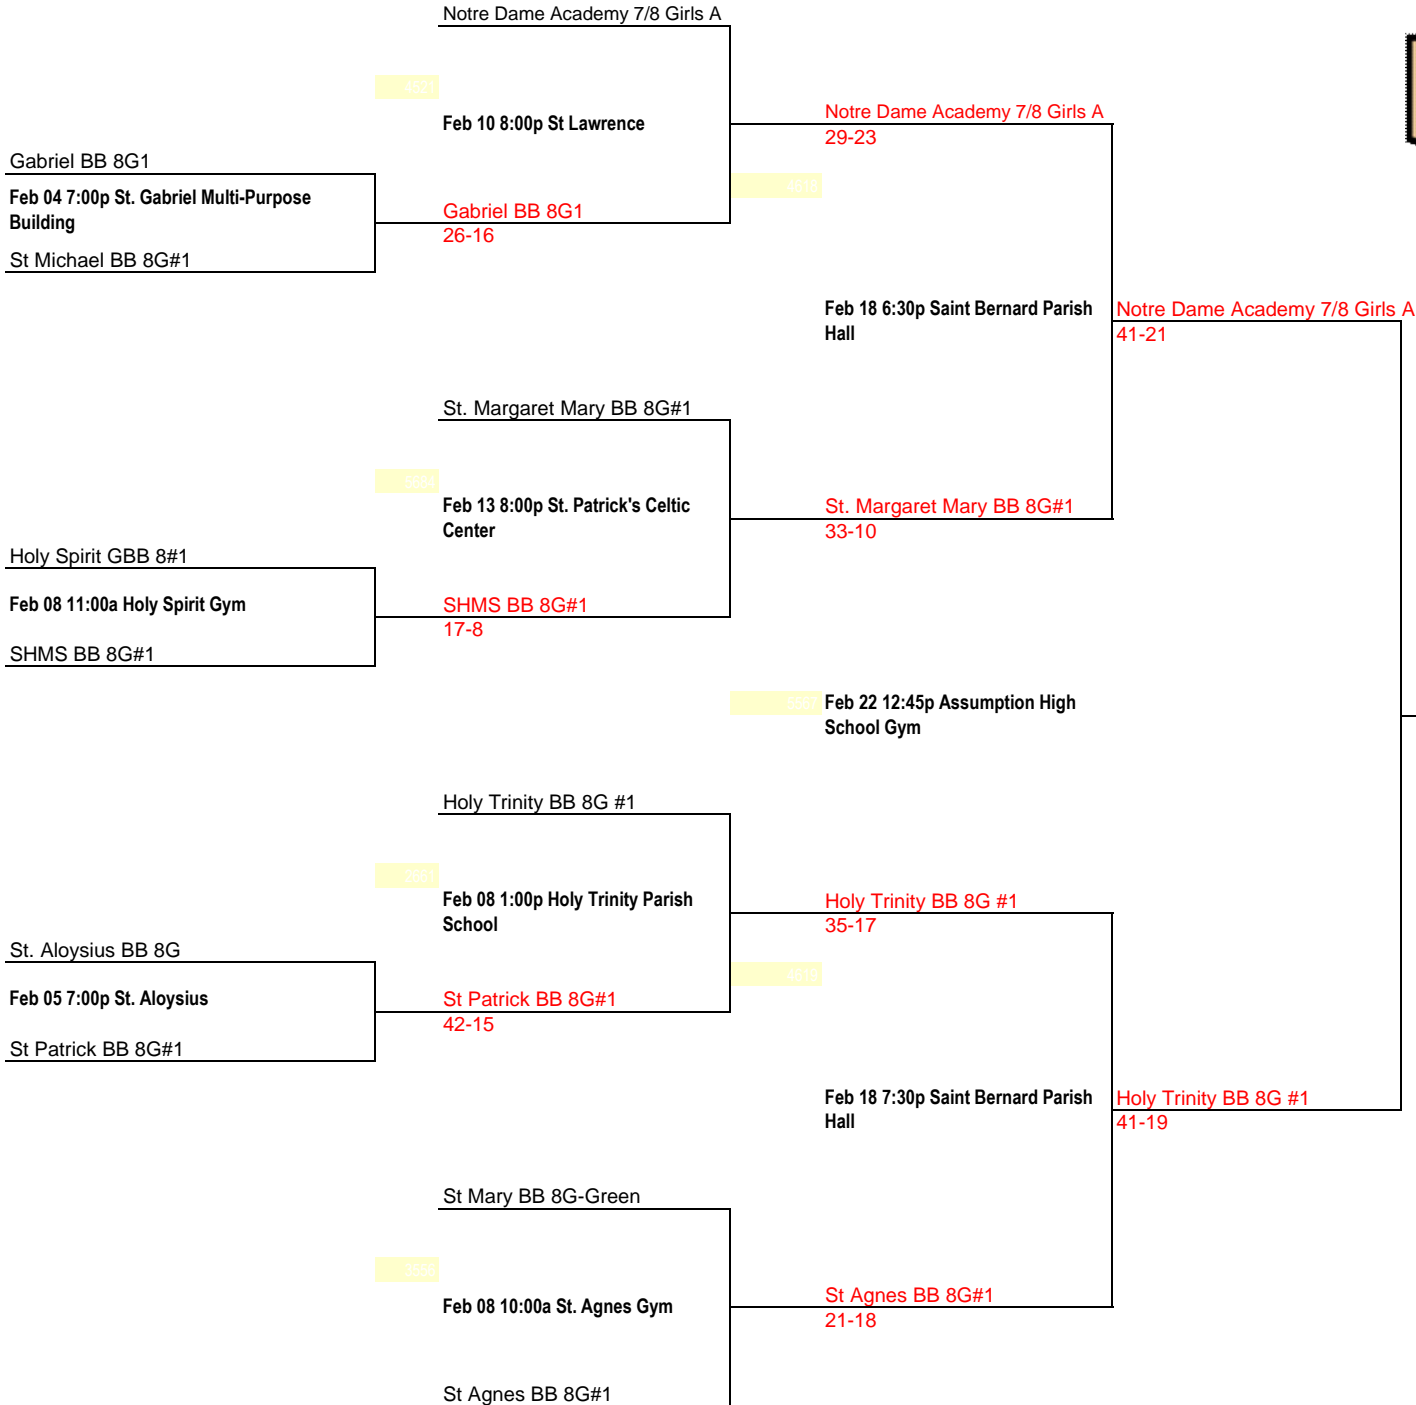 Notre Dame Academy 7/8 Girls A
Feb 10 8:00p St Lawrence
Notre Dame Academy 7/8 Girls A
29-23
Gabriel BB 8G1
Feb 04 7:00p St. Gabriel Multi-Purpose
Building
Gabriel BB 8G1
26-16
St Michael BB 8G#1
Feb 18 6:30p Saint Bernard Parish
Hall
Notre Dame Academy 7/8 Girls A
41-21
St. Margaret Mary BB 8G#1
Feb 13 8:00p St. Patrick's Celtic
Center
St. Margaret Mary BB 8G#1
33-10
Holy Spirit GBB 8#1
Feb 08 11:00a Holy Spirit Gym
SHMS BB 8G#1
17-8
SHMS BB 8G#1
Feb 22 12:45p Assumption High
School Gym
Holy Trinity BB 8G #1
Feb 08 1:00p Holy Trinity Parish
School
Holy Trinity BB 8G #1
35-17
St. Aloysius BB 8G
Feb 05 7:00p St. Aloysius
St Patrick BB 8G#1
42-15
St Patrick BB 8G#1
Feb 18 7:30p Saint Bernard Parish
Hall
Holy Trinity BB 8G #1
41-19
St Mary BB 8G-Green
Feb 08 10:00a St. Agnes Gym
St Agnes BB 8G#1
21-18
St Agnes BB 8G#1